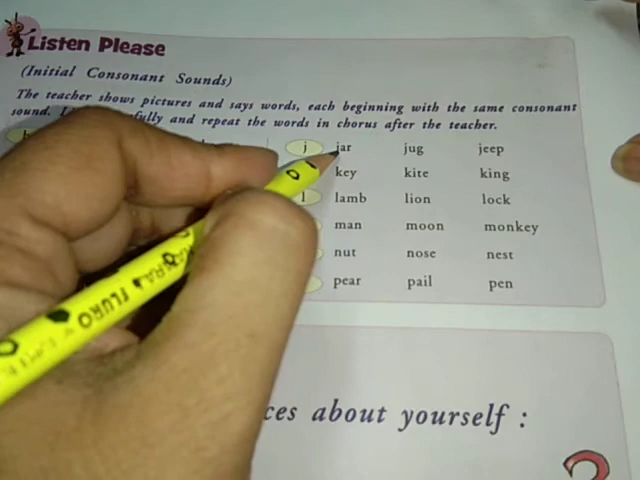 Listen Please
(Initial Consonant Sounds)
The teacher shows pictures and says words, each beginning with the same consonant
sound. and repeat the words in chorus after the teacher.
j jar jug jeep
key kite king
l lamb lion lock
man moon monkey
nut nose nest
pear pail pen
about yourself :
FLURO